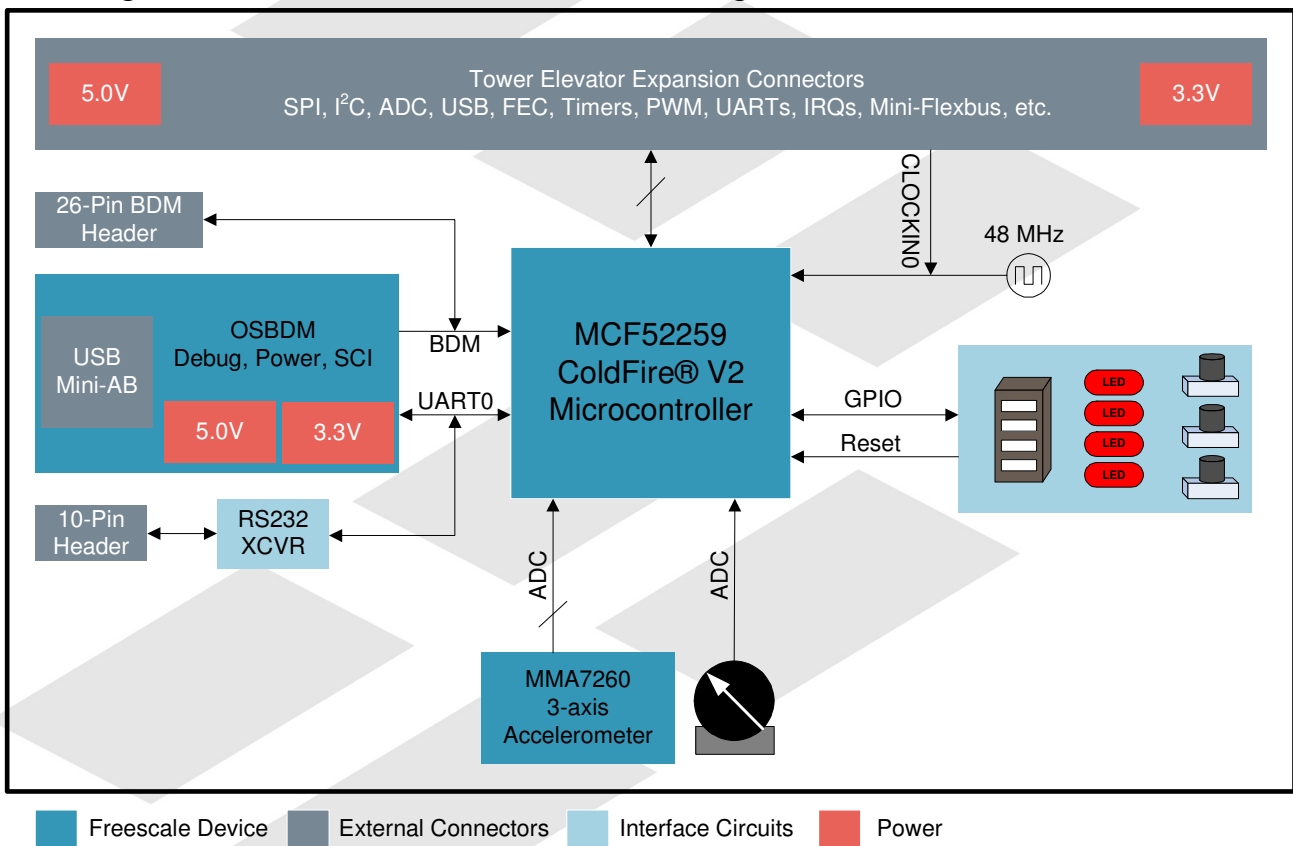 5.0V
Tower Elevator Expansion Connectors
SPI, I²C, ADC, USB, FEC, Timers, PWM, UARTs, IRQs, Mini-Flexbus, etc.
3.3V
CLOCKIN0
26-Pin BDM
Header
48 MHz
USB
Mini-AB
OSBDM
Debug, Power, SCI
5.0V
3.3V
BDM
UART0
MCF52259
ColdFire® V2
Microcontroller
GPIO
Reset
LED
LED
LED
LED
10-Pin
Header
RS232
XCVR
ADC
ADC
MMA7260
3-axis
Accelerometer
Freescale Device
External Connectors
Interface Circuits
Power